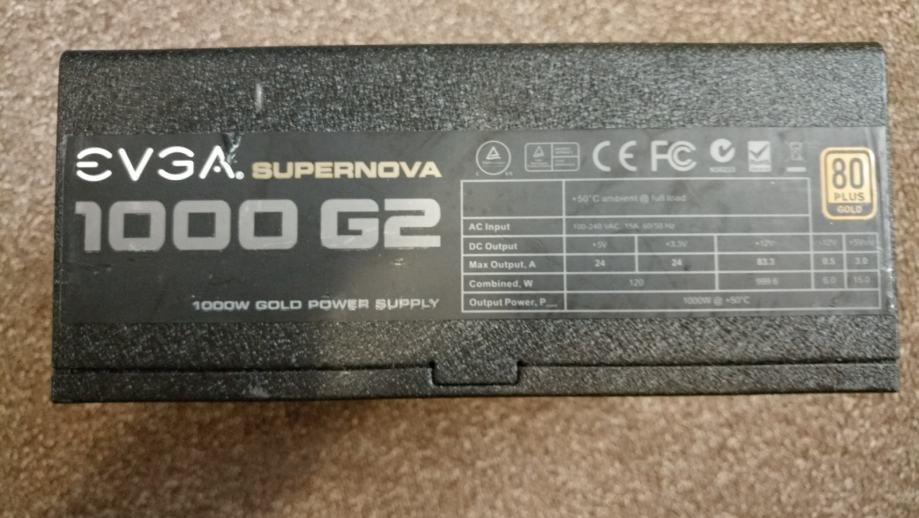 EVGA. SUPERNOVA
1000 G2
1000W GOLD POWER SUPPLY
CE FC
80
PLUS
GOLD
+50°C ambient @ full load
AC Input 100-240 VAC, 15A, 60/50 Hz
DC Output +5V +3.3V +12V -12V +5Vsb
Max Output, A 24 24 83.3 0.5 3.0
Combined, W 120 999.6 6.0 15.0
Output Power, P 1000W @ +50°C